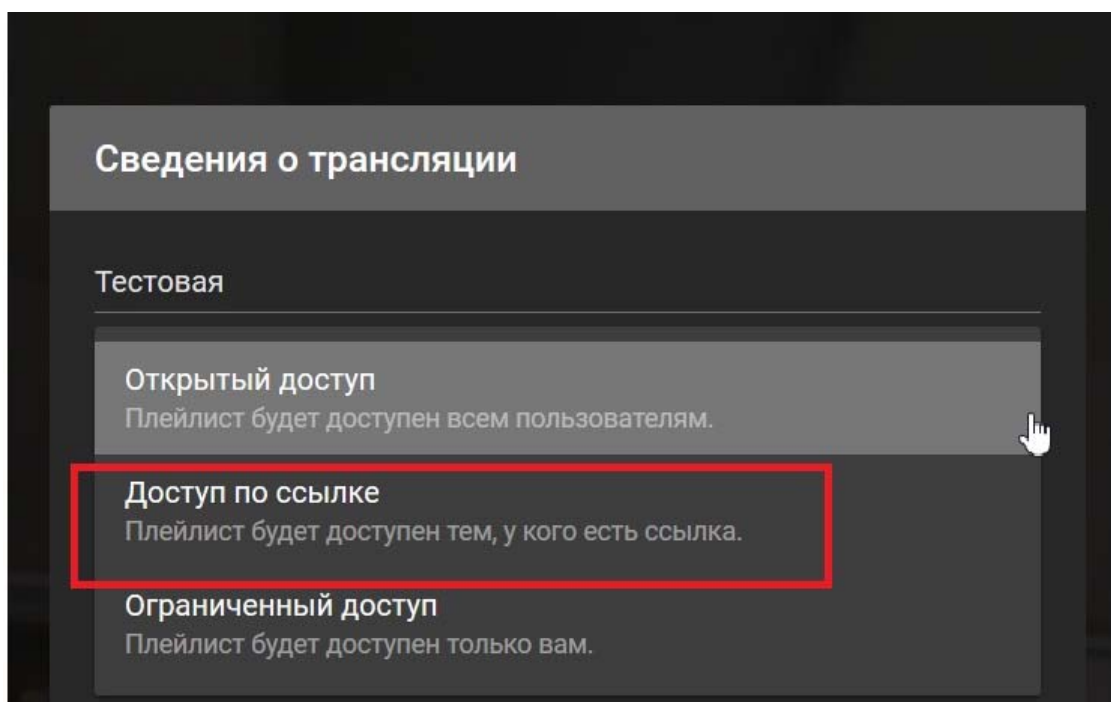 Сведения о трансляции
Тестовая
Открытый доступ
Плейлист будет доступен всем пользователям.
Доступ по ссылке
Плейлист будет доступен тем, у кого есть ссылка.
Ограниченный доступ
Плейлист будет доступен только вам.